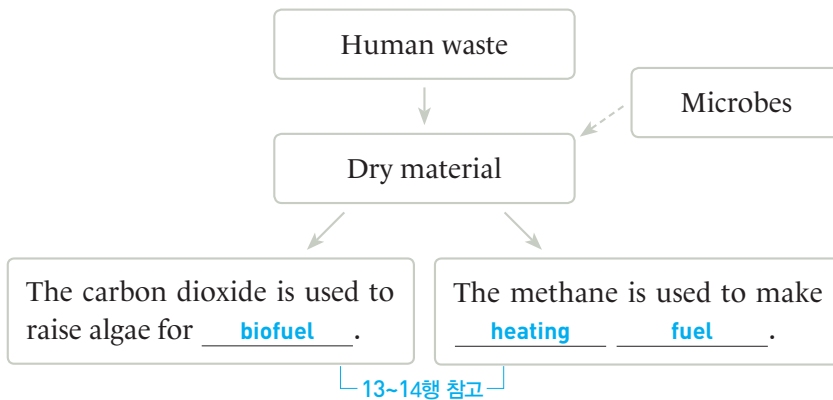 Human waste
Microbes
Dry material
The carbon dioxide is used to
raise algae for biofuel.
The methane is used to make
heating fuel.
13~14행 참고